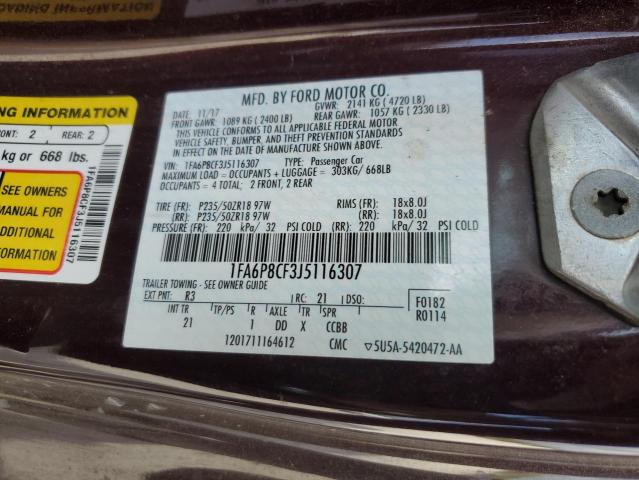 NG INFORMATION
RONT: 2 REAR: 2
kg or 668 lbs.
SEE OWNERS
MANUAL FOR
ADDITIONAL
FORMATION
1FA6P8CF3J5116307
MFD. BY FORD MOTOR CO.
DATE: 11/17 GVWR: 2141 KG (4720 LB)
FRONT GAWR: 1089 KG (2400 LB) REAR GAWR: 1057 KG (2330 LB)
THIS VEHICLE CONFORMS TO ALL APPLICABLE FEDERAL MOTOR
VEHICLE SAFETY, BUMPER, AND THEFT PREVENTION STANDARDS
IN EFFECT ON THE DATE OF MANUFACTURE SHOWN ABOVE.
VIN: 1FA6P8CF3J5116307 TYPE: Passenger Car
MAXIMUM LOAD = OCCUPANTS + LUGGAGE = 303KG/ 668LB
OCCUPANTS = 4 TOTAL: 2 FRONT, 2 REAR
TIRE (FR): P235/50ZR18 97W RIMS (FR): 18x8.0J
(RR): P235/50ZR18 97W (RR): 18x8.0J
PRESSURE (FR): 220 kPa/ 32 PSI COLD (RR): 220 kPa/ 32 PSI COLD
1FA6P8CF3J5116307
TRAILER TOWING - SEE OWNER GUIDE
EXT PNT: R3 RC: 21 DSO: F0182
INT TR TP/PS R AXLE TR SPR R0114
21 1 DD X CCBB
1201711164612 CMC ▽5U5A-5420472-AA